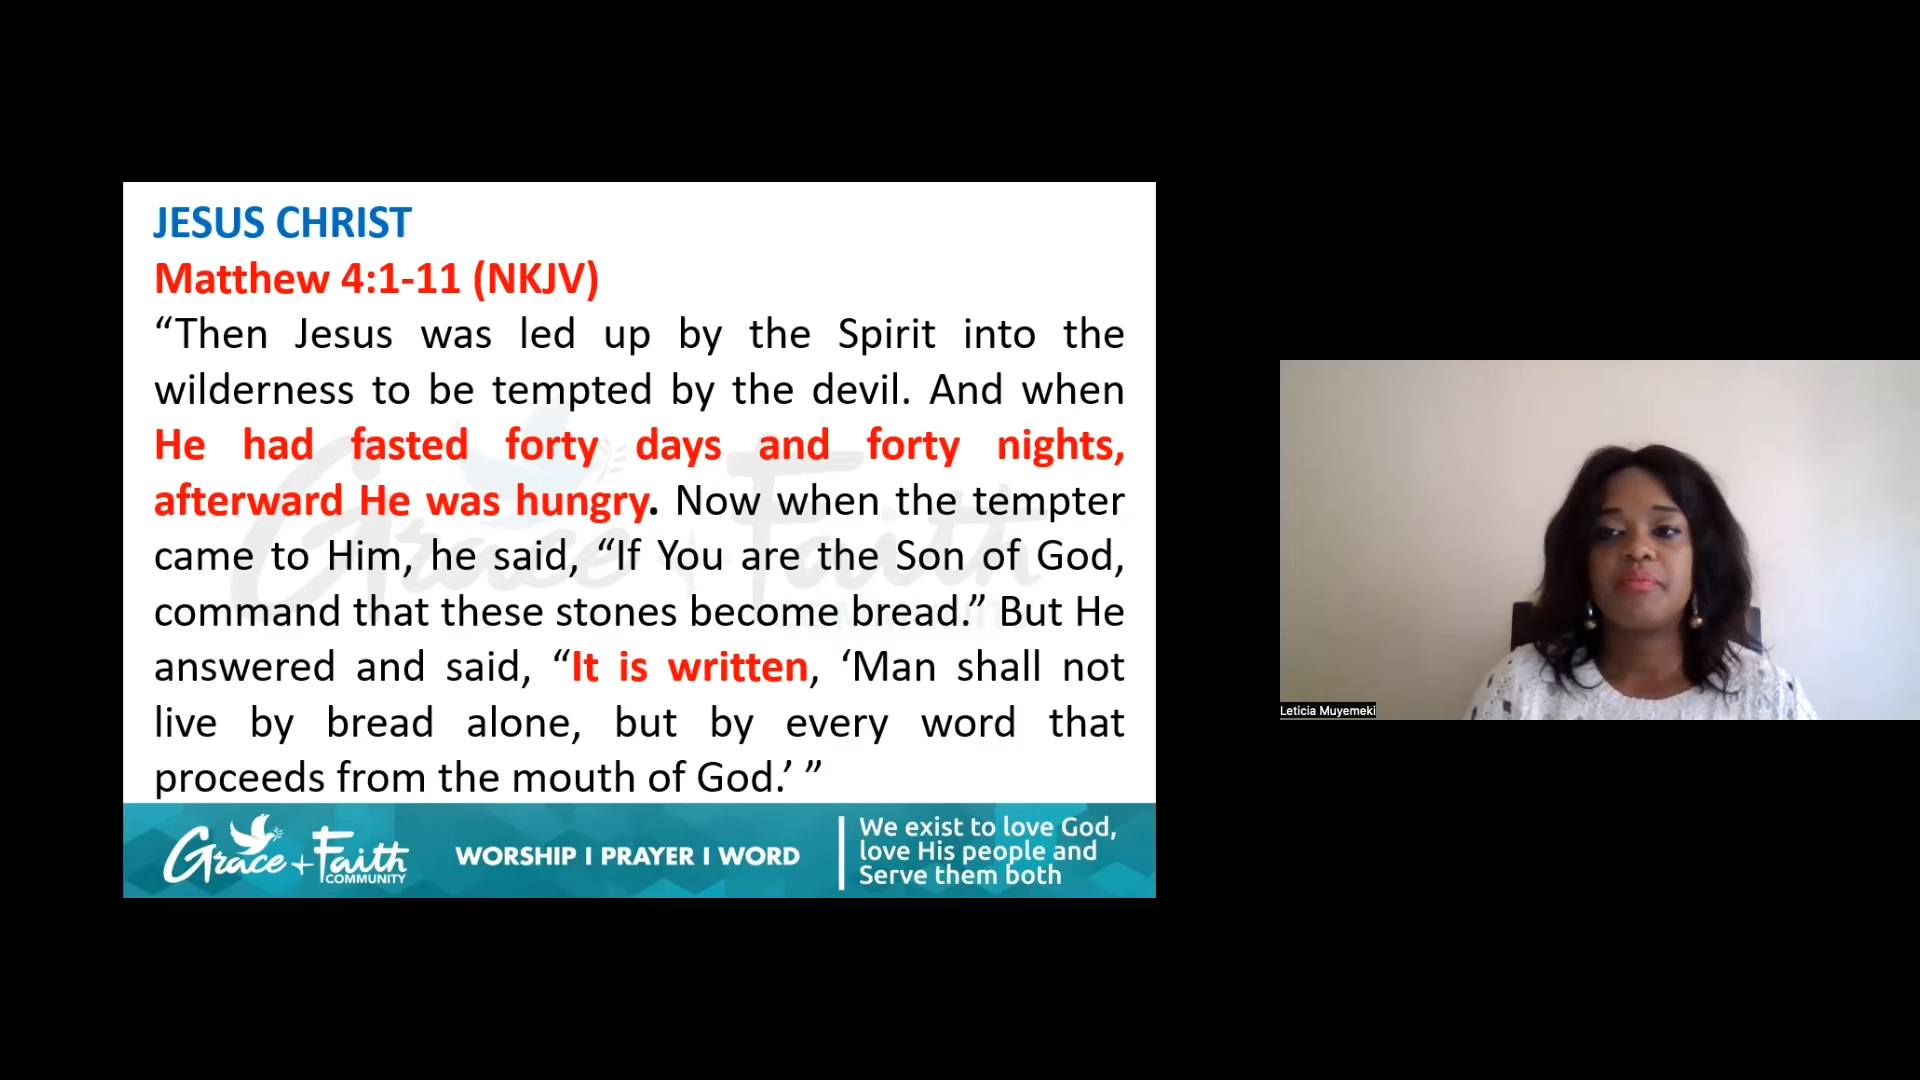 JESUS CHRIST
Matthew 4:1-11 (NKJV)
“Then Jesus was led up by the Spirit into the
wilderness to be tempted by the devil. And when
He had fasted forty days and forty nights,
afterward He was hungry. Now when the tempter
came to Him, he said, “If You are the Son of God,
command that these stones become bread.” But He
answered and said, “It is written, ‘Man shall not
live by bread alone, but by every word that
proceeds from the mouth of God.’ ”
Grace + Faith
COMMUNITY
WORSHIP | PRAYER | WORD
We exist to love God,
love His people and
Serve them both
Leticia Muyemeki